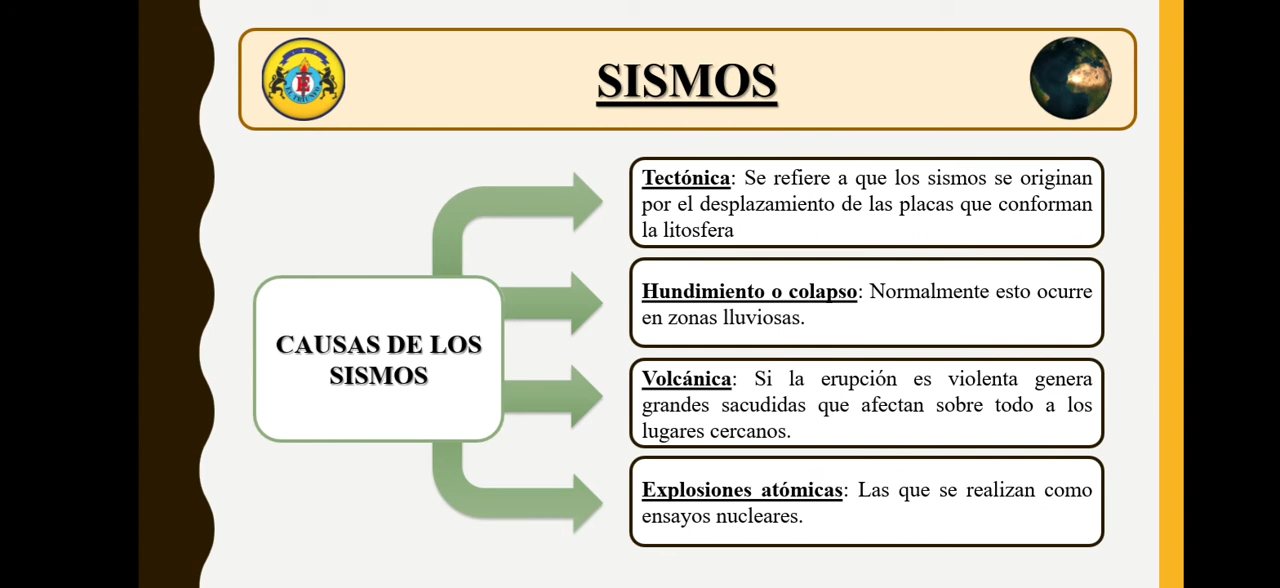 SISMOS
EL TRIUNFO
Tectónica: Se refiere a que los sismos se originan
por el desplazamiento de las placas que conforman
la litosfera
Hundimiento o colapso: Normalmente esto ocurre
en zonas lluviosas.
CAUSAS DE LOS
SISMOS
Volcánica: Si la erupción es violenta genera
grandes sacudidas que afectan sobre todo a los
lugares cercanos.
Explosiones atómicas: Las que se realizan como
ensayos nucleares.